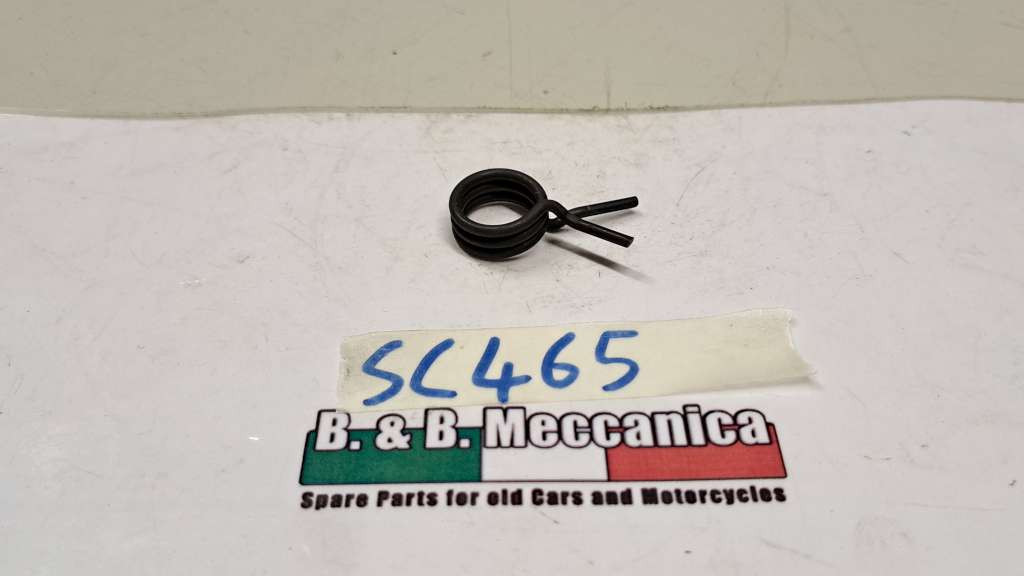 SC465
B. & B. Meccanica
Spare Parts for old Cars and Motorcycles